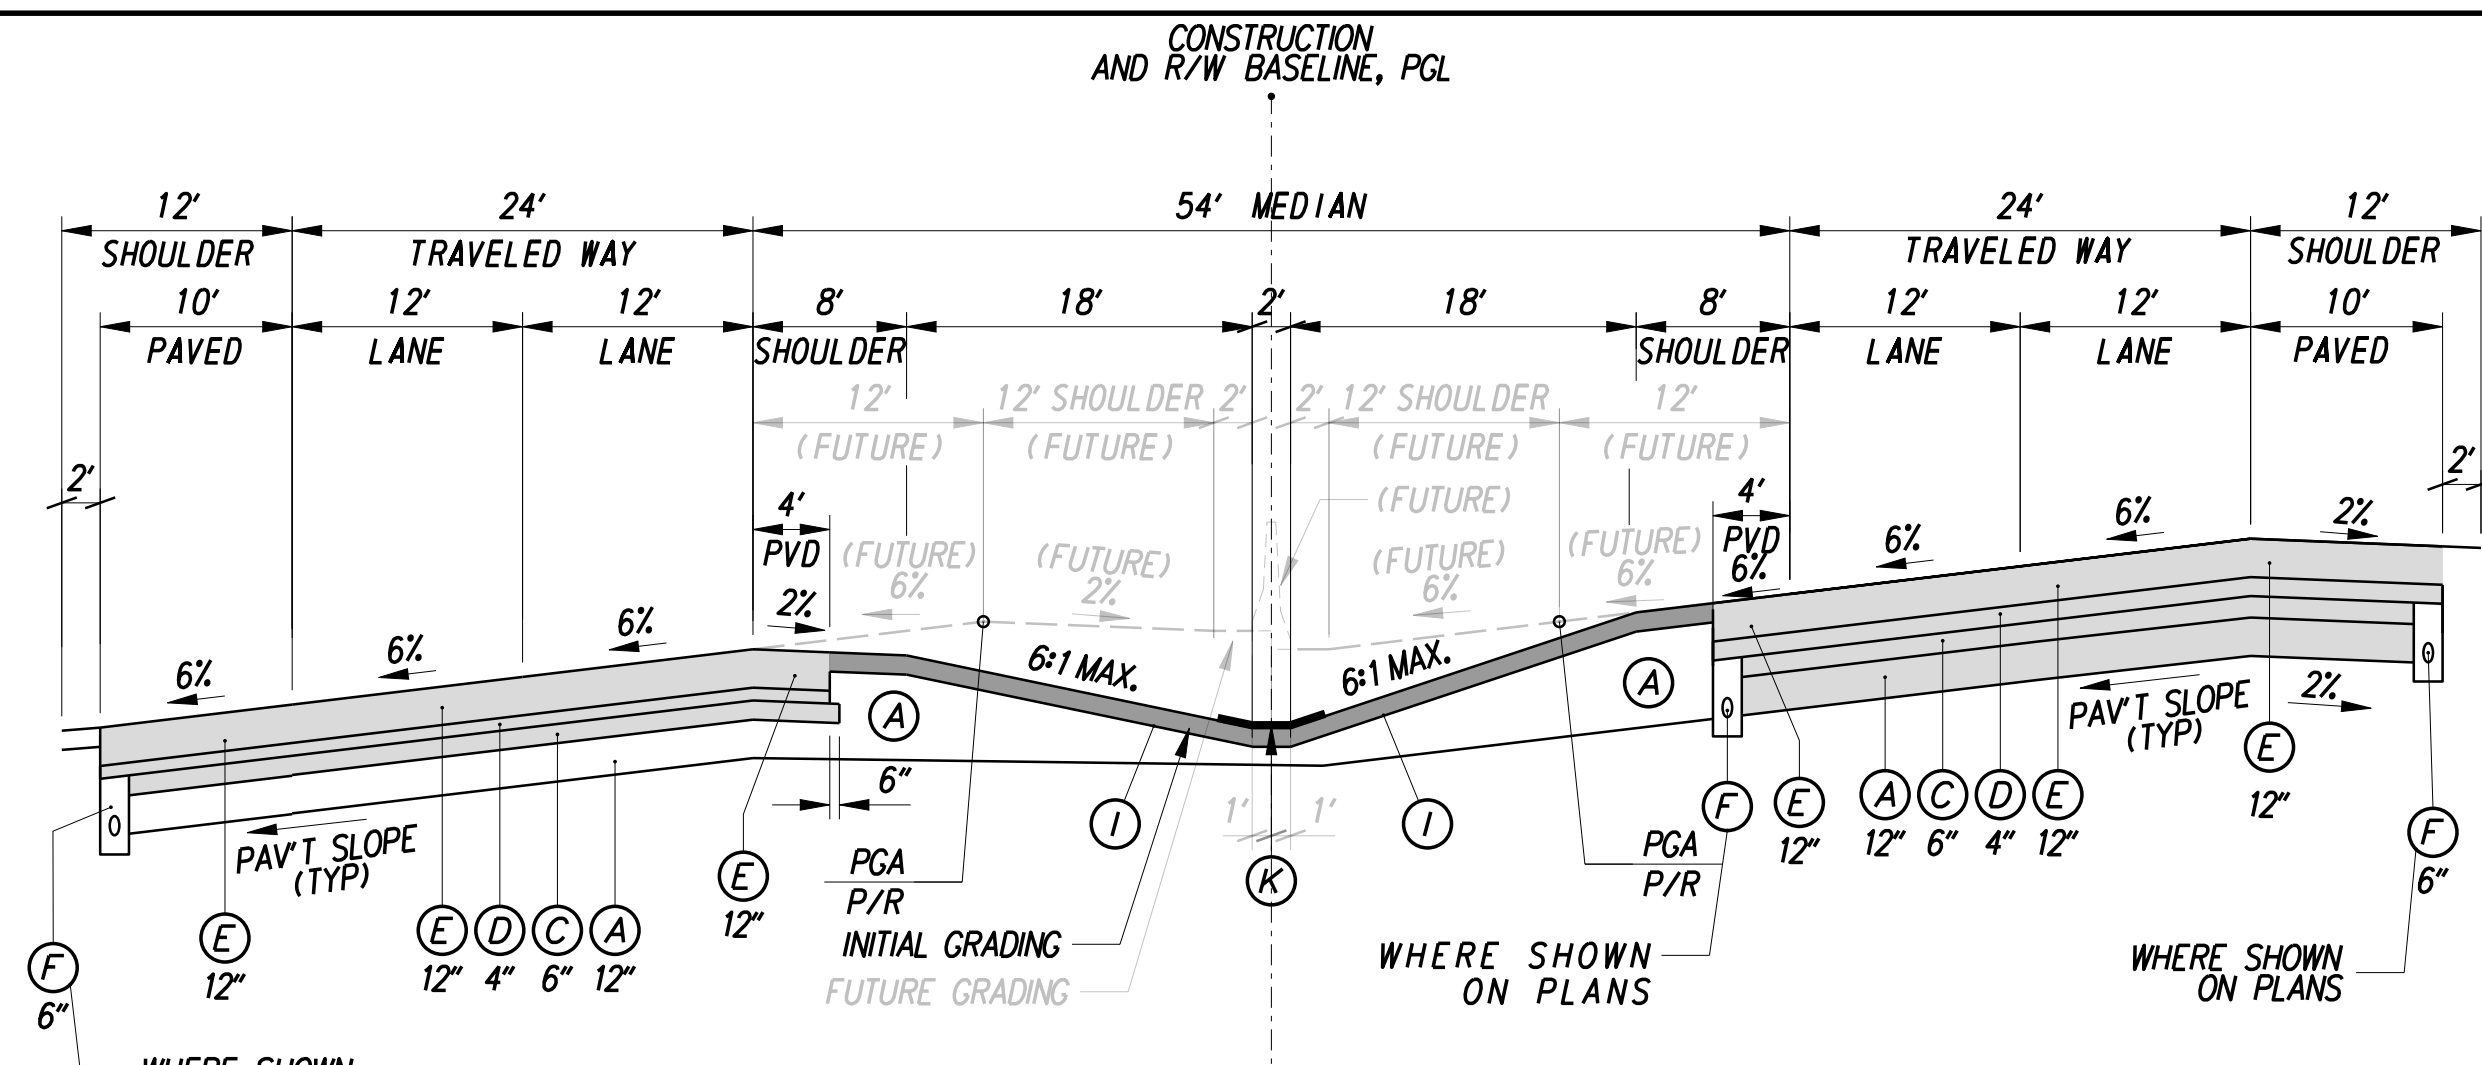 CONSTRUCTION
AND R/W BASELINE, PGL
12' 24' 54' MEDIAN 24' 12'
SHOULDER TRAVELED WAY TRAVELED WAY SHOULDER
10' 12' 12' 8' 18' 2' 18' 8' 12' 12' 10'
PAVED LANE LANE SHOULDER SHOULDER LANE LANE PAVED
12' 12' SHOULDER 2' 2' 12' SHOULDER 12'
(FUTURE) (FUTURE) (FUTURE) (FUTURE)
2' 2'
4' (FUTURE) 4'
PVD PVD
(FUTURE) (FUTURE) (FUTURE) (FUTURE)
6% 2% 6% 6%
6% 6% 6% 2% 6% 6% 6% 2%
6:1 MAX. 6:1 MAX.
A A
PAV'T SLOPE
(TYP)
2%
6"
I I
1' 1'
PAV'T SLOPE
(TYP)
F E A C D E E F
12" 12" 6" 4" 12" 12" 6"
E
12"
PGA
P/R
K
PGA
P/R
F E E D C A
6" 12" 12" 4" 6" 12"
INITIAL GRADING
FUTURE GRADING
WHERE SHOWN
ON PLANS
WHERE SHOWN
ON PLANS
WHERE SHOWN